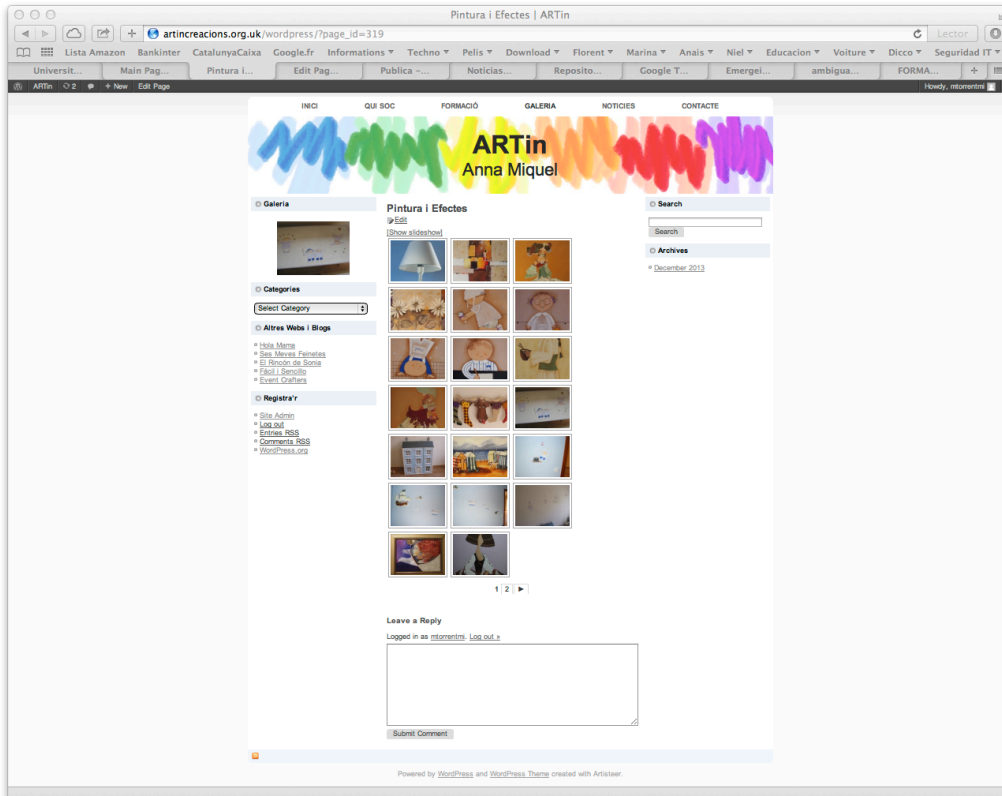 Pintura i Efectes | ARTin
artincreacions.org.uk/wordpress/?page_id=319
Lector
Lista Amazon Bankinter CatalunyaCaixa Google.fr Informations Techno Pelis Download Florent Marina Anais Niel Educacion Voiture Dicco Seguridad IT
Universit... Main Pag... Pintura i... Edit Pag... Publica –... Noticias... Reposito... Google T... Emergei... ambigua... FORMA...
ARTin 2 + New Edit Page Howdy, mtorrentmi
INICI QUI SOC FORMACIÓ GALERIA NOTICIES CONTACTE
ARTin
Anna Miquel
Galeria
Categories
Select Category
Altres Webs i Blogs
Hola Mama
Ses Meves Feinetes
El Rincón de Sonia
Fácil i Sencillo
Event Crafters
Registra'r
Site Admin
Log out
Entries RSS
Comments RSS
WordPress.org
Pintura i Efectes
Edit
[Show slideshow]
1 2 ►
Leave a Reply
Logged in as mtorrentmi. Log out »
Submit Comment
Search
Search
Archives
December 2013
Powered by WordPress and WordPress Theme created with Artisteer.